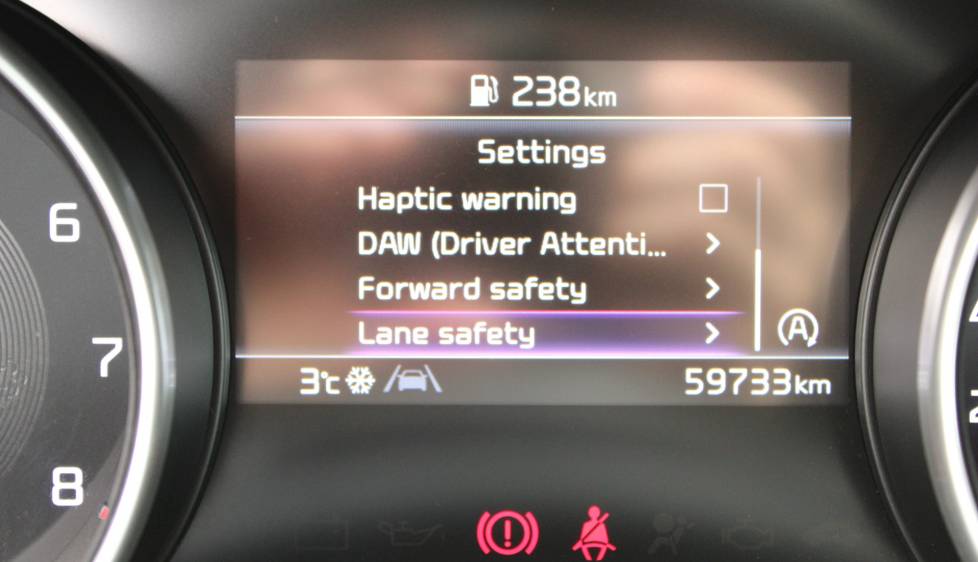 238km
Settings
Haptic warning
DAW (Driver Attenti...
Forward safety
Lane safety
A
3℃
59733km
6
7
8